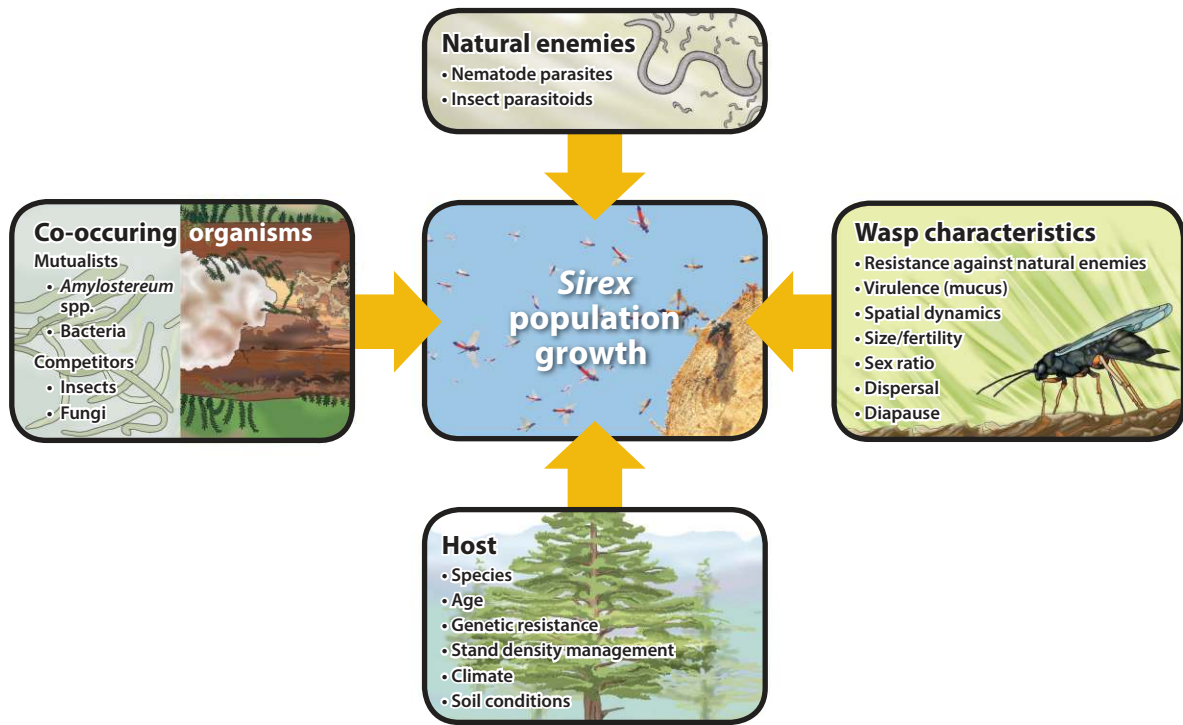 Natural enemies
• Nematode parasites
• Insect parasitoids
Co-occuring organisms
Mutualists
• Amylostereum
spp.
• Bacteria
Competitors
• Insects
• Fungi
Sirex
population
growth
Wasp characteristics
• Resistance against natural enemies
• Virulence (mucus)
• Spatial dynamics
• Size/fertility
• Sex ratio
• Dispersal
• Diapause
Host
• Species
• Age
• Genetic resistance
• Stand density management
• Climate
• Soil conditions